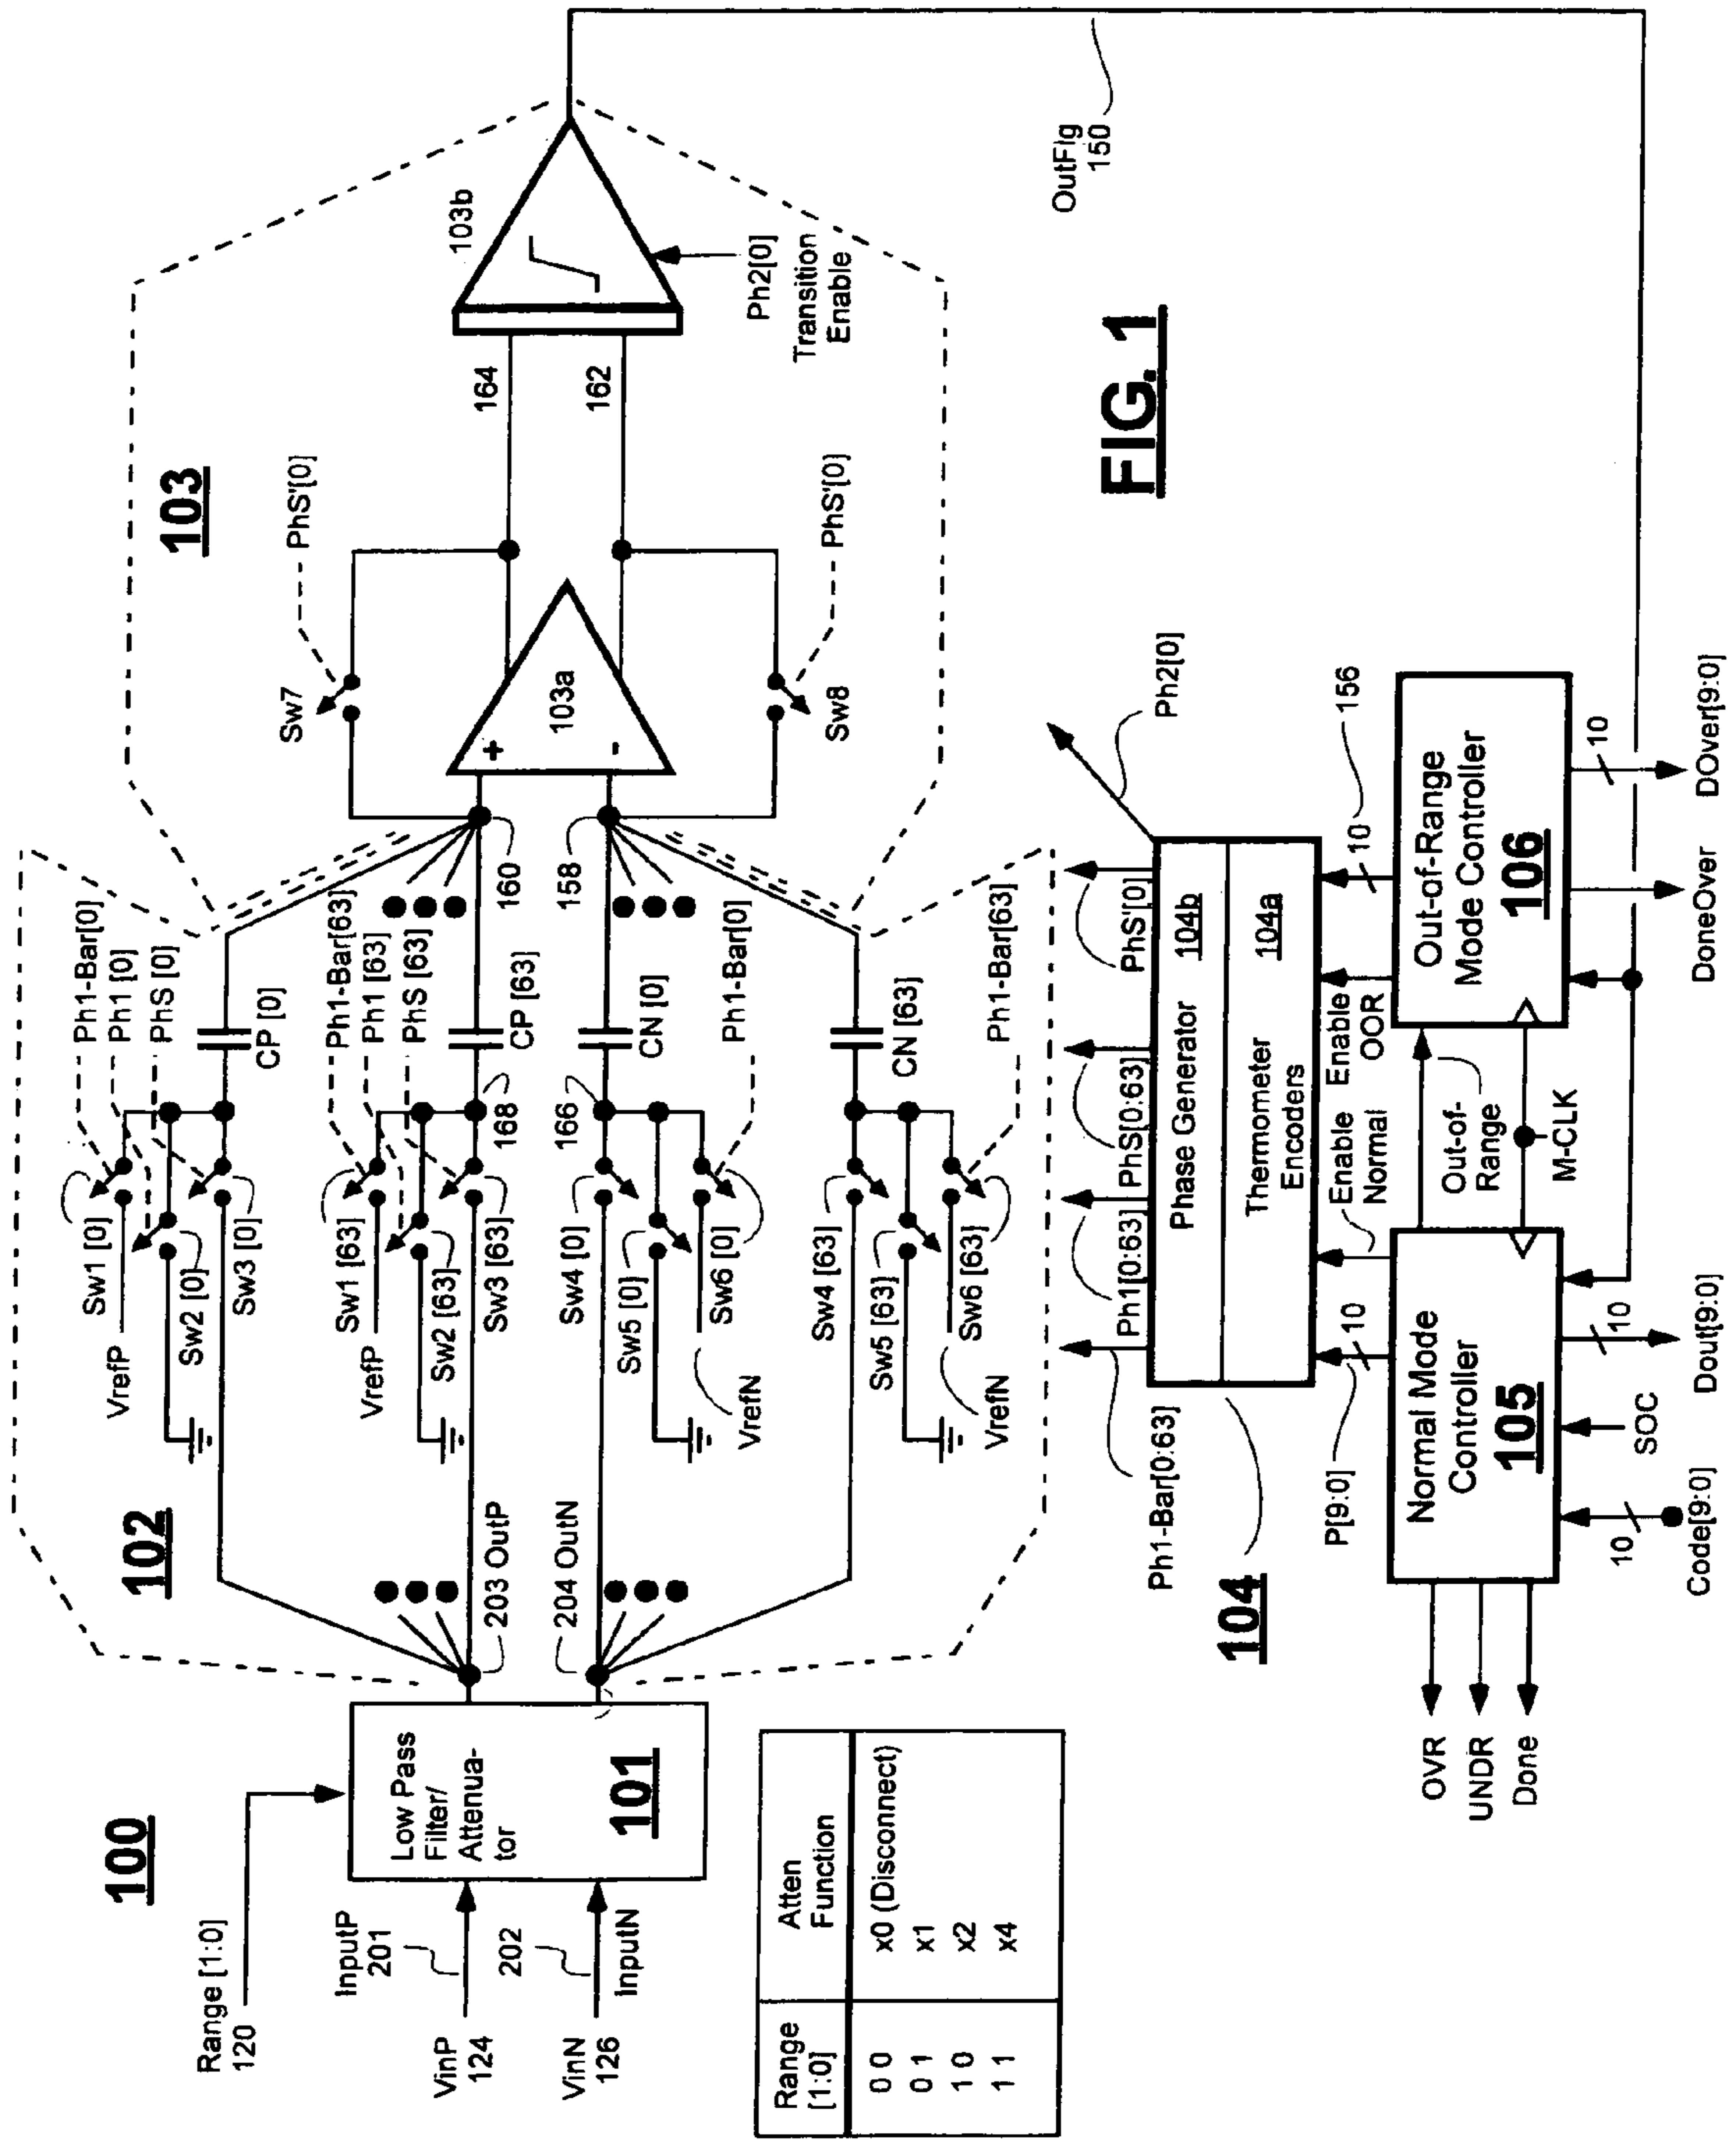 100
Range [1:0]
120
InputP
201
VinP
124
202
VinN
126
InputN
Low Pass
Filter/
Attenua-
tor
101
Range
[1:0]
Atten
Function
0 0
x0 (Disconnect)
0 1
x1
1 0
x2
1 1
x4
102
203 OutP
204 OutN
Sw1 [0]
VrefP
Sw2 [0]
Sw3 [0]
Ph1-Bar[0]
Ph1 [0]
PhS [0]
CP [0]
Sw1 [63]
VrefP
Sw2 [63]
Sw3 [63]
Ph1-Bar[63]
Ph1 [63]
PhS [63]
CP [63]
168
166
Sw4 [0]
Sw5 [0]
Sw6 [0]
VrefN
CN [0]
Ph1-Bar[0]
Sw4 [63]
Sw5 [63]
Sw6 [63]
VrefN
CN [63]
Ph1-Bar[63]
160
158
103
Sw7
PhS'[0]
+
-
103a
Sw8
PhS'[0]
164
162
103b
Ph2[0]
Transition
Enable
OutFlg
150
FIG. 1
104
Ph1-Bar[0:63]
Ph1[0:63]
PhS[0:63]
PhS'[0]
Ph2[0]
Phase Generator
104b
Thermometer
Encoders
104a
P[9:0]
10
Enable
Normal
Enable
OOR
10
156
Normal Mode
Controller
105
Out-of-
Range
M-CLK
Out-of-Range
Mode Controller
106
OVR
UNDR
Done
10
Code[9:0]
SOC
10
Dout[9:0]
DoneOver
10
DOver[9:0]